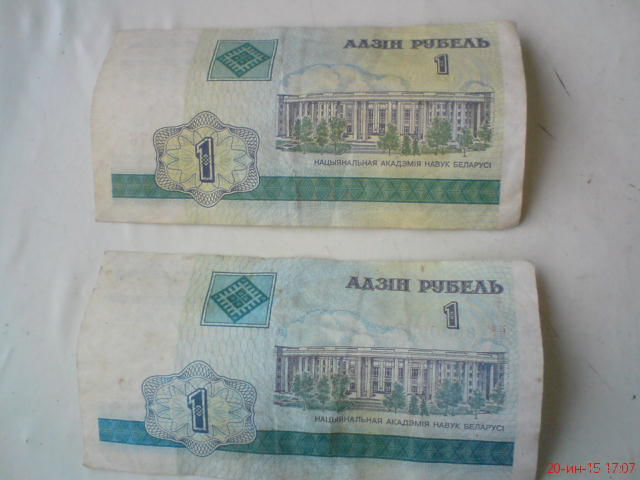 АДЗІН РУБЕЛЬ
1
1
НАЦЫЯНАЛЬНАЯ АКАДЭМІЯ НАВУК БЕЛАРУСІ
АДЗІН РУБЕЛЬ
1
1
НАЦЫЯНАЛЬНАЯ АКАДЭМІЯ НАВУК БЕЛАРУСІ
20-ин-15 17:07